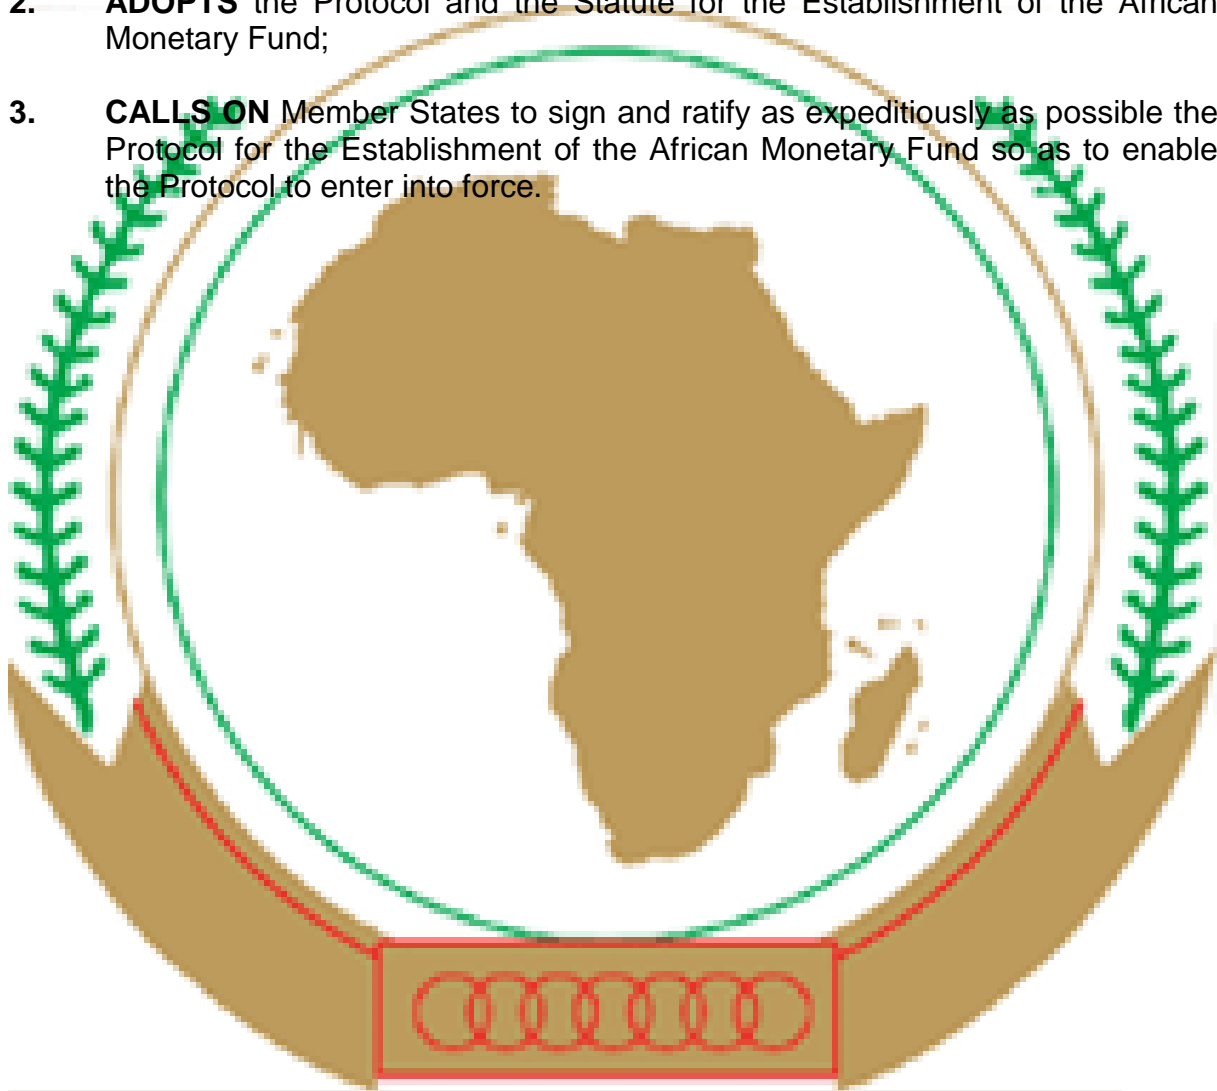 2. ADOPTS the Protocol and the Statute for the Establishment of the African
Monetary Fund;
3. CALLS ON Member States to sign and ratify as expeditiously as possible the
Protocol for the Establishment of the African Monetary Fund so as to enable
the Protocol to enter into force.